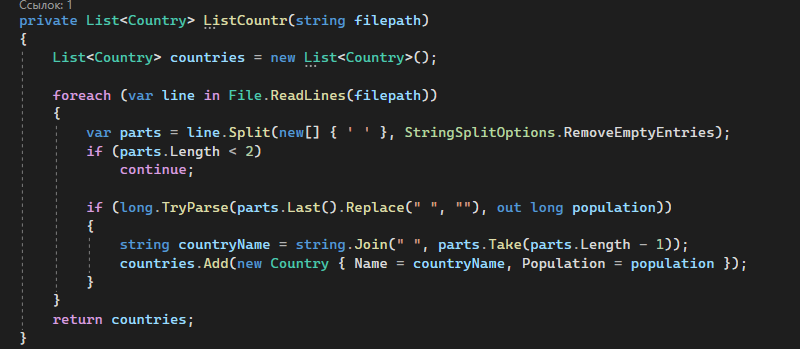 Ссылок: 1
private List<Country> ListCountr(string filepath)
{
List<Country> countries = new List<Country>();
foreach (var line in File.ReadLines(filepath))
{
var parts = line.Split(new[] { ' ' }, StringSplitOptions.RemoveEmptyEntries);
if (parts.Length < 2)
continue;
if (long.TryParse(parts.Last().Replace(" ", ""), out long population))
{
string countryName = string.Join(" ", parts.Take(parts.Length - 1));
countries.Add(new Country { Name = countryName, Population = population });
}
}
return countries;
}